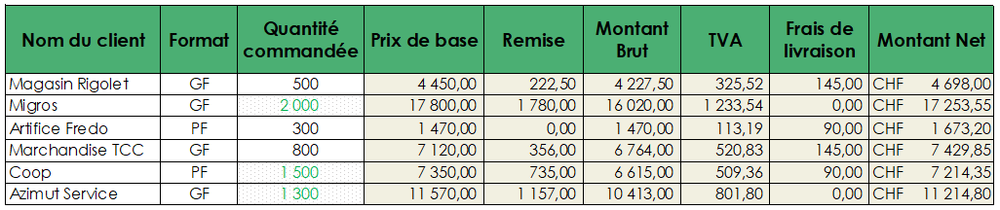 Nom du client Format Quantité commandée Prix de base Remise Montant Brut TVA Frais de livraison Montant Net
Magasin Rigolet GF 500 4 450,00 222,50 4 227,50 325,52 145,00 CHF 4 698,00
Migros GF 2 000 17 800,00 1 780,00 16 020,00 1 233,54 0,00 CHF 17 253,55
Artifice Fredo PF 300 1 470,00 0,00 1 470,00 113,19 90,00 CHF 1 673,20
Marchandise TCC GF 800 7 120,00 356,00 6 764,00 520,83 145,00 CHF 7 429,85
Coop PF 1 500 7 350,00 735,00 6 615,00 509,36 90,00 CHF 7 214,35
Azimut Service GF 1 300 11 570,00 1 157,00 10 413,00 801,80 0,00 CHF 11 214,80